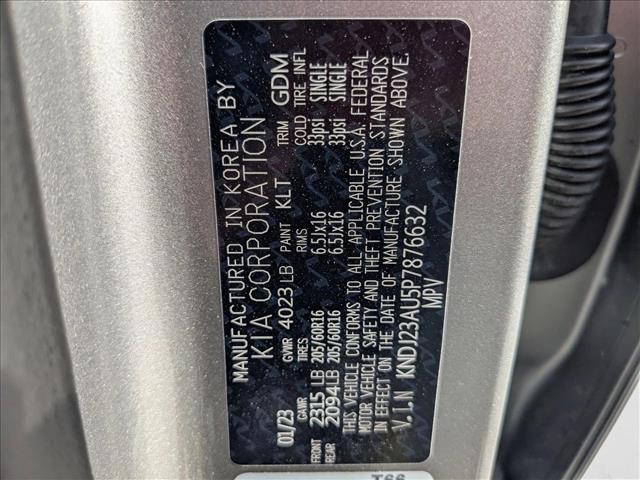 MANUFACTURED IN KOREA BY
KIA CORPORATION
01/23 GVWR 4023 LB PAINT KLT TRIM GDM
GAWR TIRES RIMS COLD TIRE INFL
FRONT 2315 LB 205/60R16 6.5Jx16 33psi SINGLE
REAR 2094 LB 205/60R16 6.5Jx16 33psi SINGLE
THIS VEHICLE CONFORMS TO ALL APPLICABLE U.S.A. FEDERAL
MOTOR VEHICLE SAFETY AND THEFT PREVENTION STANDARDS
IN EFFECT ON THE DATE OF MANUFACTURE SHOWN ABOVE.
V.I.N KNDJ23AU5P7876632
MPV
T66